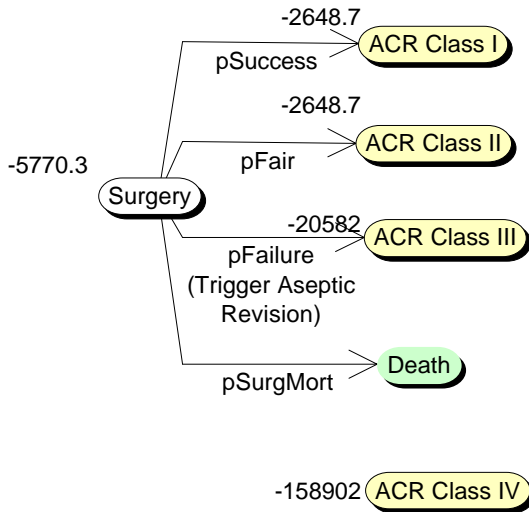 -2648.7
ACR Class I
pSuccess
-2648.7
ACR Class II
pFair
-5770.3
Surgery
-20582
ACR Class III
pFailure
(Trigger Aseptic
Revision)
Death
pSurgMort
-158902
ACR Class IV